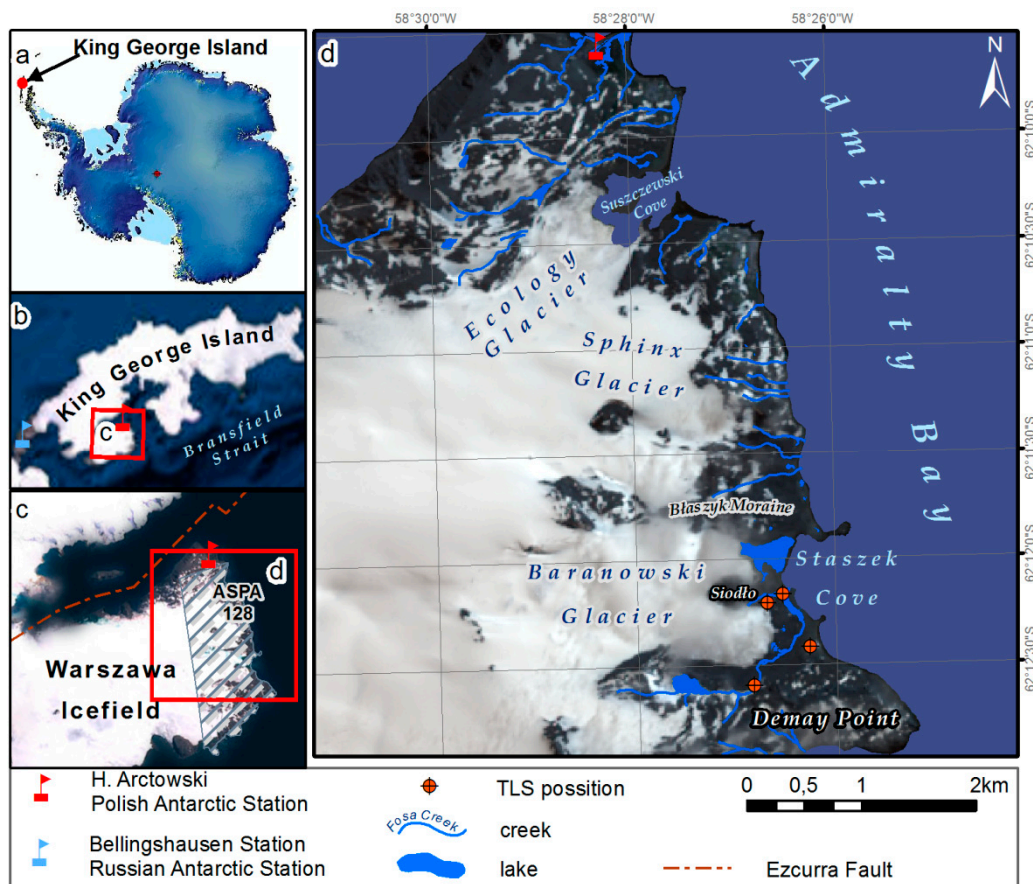 a
King George Island
b
King George Island
C
Bransfield
Strait
c
d
ASPA
128
Warszawa
Icefield
d
58°30'0"W
58°28'0"W
58°26'0"W
N
Admiralty Bay
Suszczewski
Cove
Ecology
Glacier
Sphinx
Glacier
Błaszyk Moraine
Baranowski
Glacier
Siodło
Staszek
Cove
Demay Point
62°10'0"S
62°10'30"S
62°11'0"S
62°11'30"S
62°12'0"S
62°12'30"S
H. Arctowski
Polish Antarctic Station
Bellingshausen Station
Russian Antarctic Station
TLS possition
Fosa Creek
creek
lake
0 0,5 1 2km
Ezcurra Fault